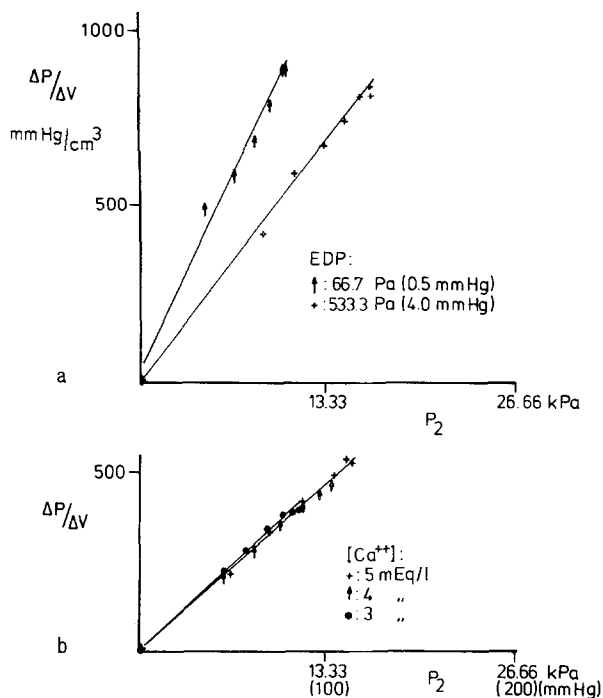 1000
ΔP/ΔV
mmHg/cm³
500
EDP:
↑: 66.7 Pa (0.5 mmHg)
+: 533.3 Pa (4.0 mmHg)
a
13.33
26.66 kPa
P₂
500
ΔP/ΔV
[Ca⁺⁺]:
+: 5 mEq/l
↑: 4 „
•: 3 „
b
13.33
(100)
P₂
26.66 kPa
(200)(mmHg)